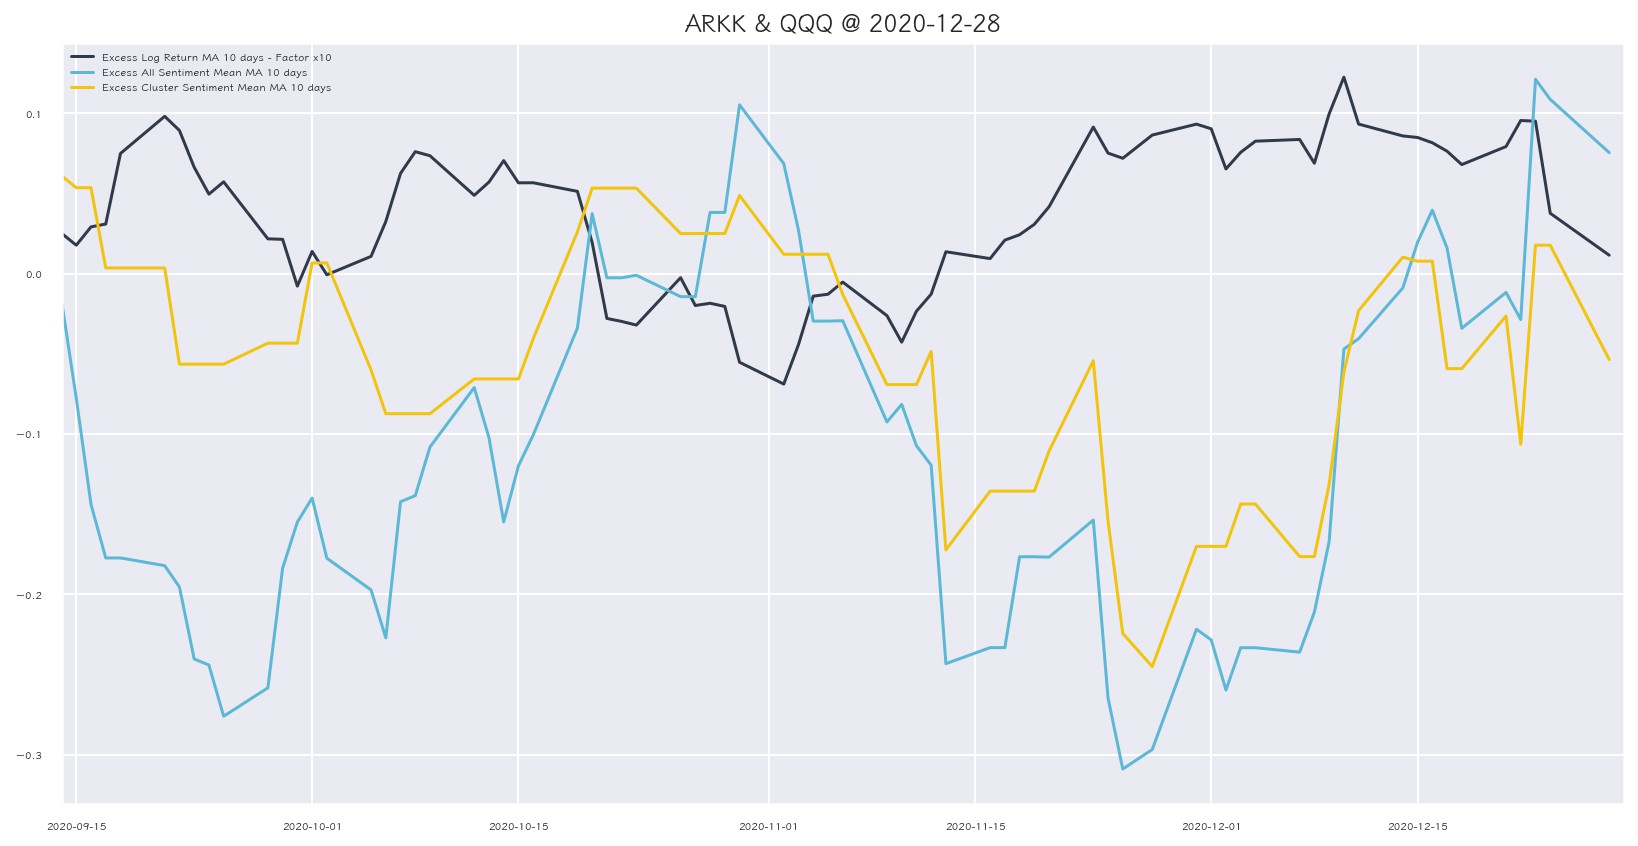 ARKK & QQQ @ 2020-12-28
Excess Log Return MA 10 days - Factor x10
Excess All Sentiment Mean MA 10 days
Excess Cluster Sentiment Mean MA 10 days
0.1
0.0
−0.1
−0.2
−0.3
2020-09-15 2020-10-01 2020-10-15 2020-11-01 2020-11-15 2020-12-01 2020-12-15